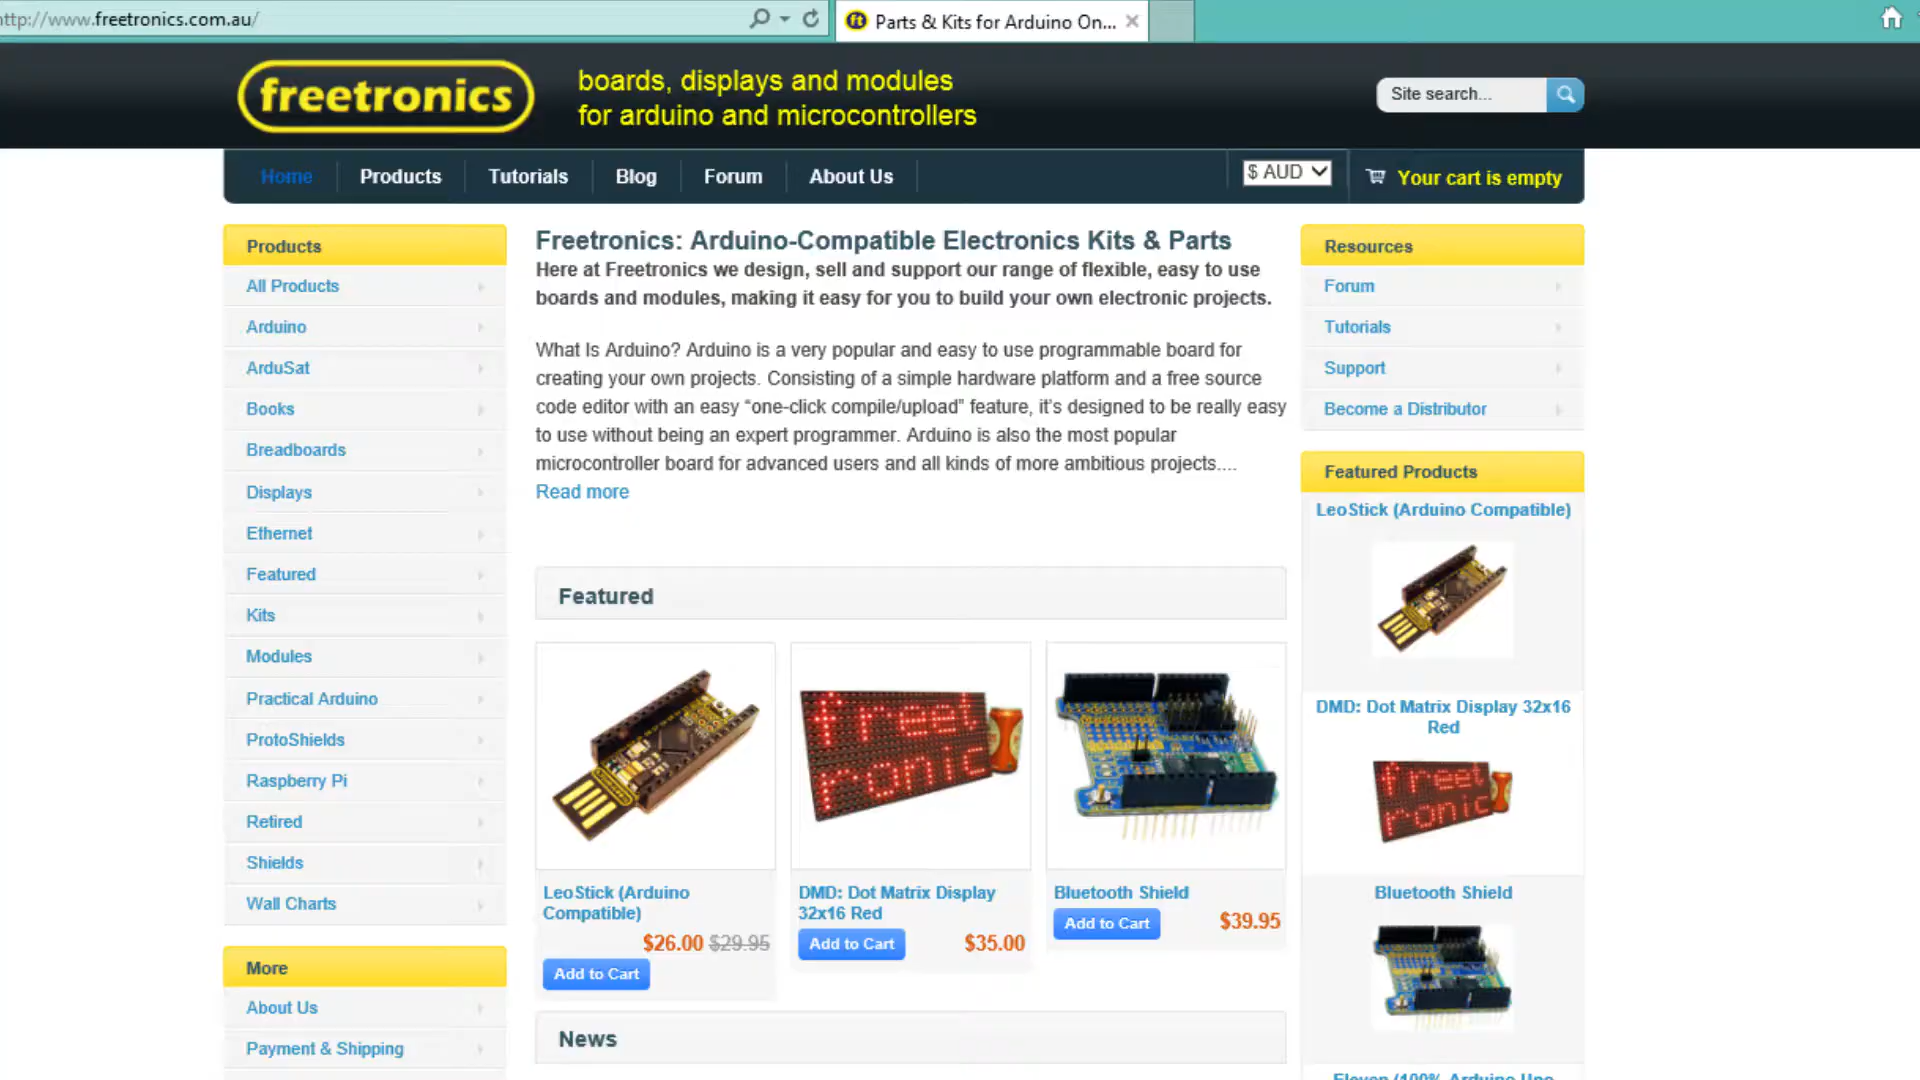 http://www.freetronics.com.au/
Parts & Kits for Arduino On...
freetronics
boards, displays and modules
for arduino and microcontrollers
Site search...
Home
Products
Tutorials
Blog
Forum
About Us
$ AUD
Your cart is empty
Products
All Products
Arduino
ArduSat
Books
Breadboards
Displays
Ethernet
Featured
Kits
Modules
Practical Arduino
ProtoShields
Raspberry Pi
Retired
Shields
Wall Charts
More
About Us
Payment & Shipping
Freetronics: Arduino-Compatible Electronics Kits & Parts
Here at Freetronics we design, sell and support our range of flexible, easy to use
boards and modules, making it easy for you to build your own electronic projects.
What Is Arduino? Arduino is a very popular and easy to use programmable board for
creating your own projects. Consisting of a simple hardware platform and a free source
code editor with an easy “one-click compile/upload” feature, it’s designed to be really easy
to use without being an expert programmer. Arduino is also the most popular
microcontroller board for advanced users and all kinds of more ambitious projects....
Read more
Featured
freet
ronic
LeoStick (Arduino
Compatible)
$26.00 $29.95
Add to Cart
DMD: Dot Matrix Display
32x16 Red
Add to Cart
$35.00
Bluetooth Shield
Add to Cart
$39.95
News
Resources
Forum
Tutorials
Support
Become a Distributor
Featured Products
LeoStick (Arduino Compatible)
DMD: Dot Matrix Display 32x16
Red
freet
ronic
Bluetooth Shield
Eleven (100% Arduino Uno